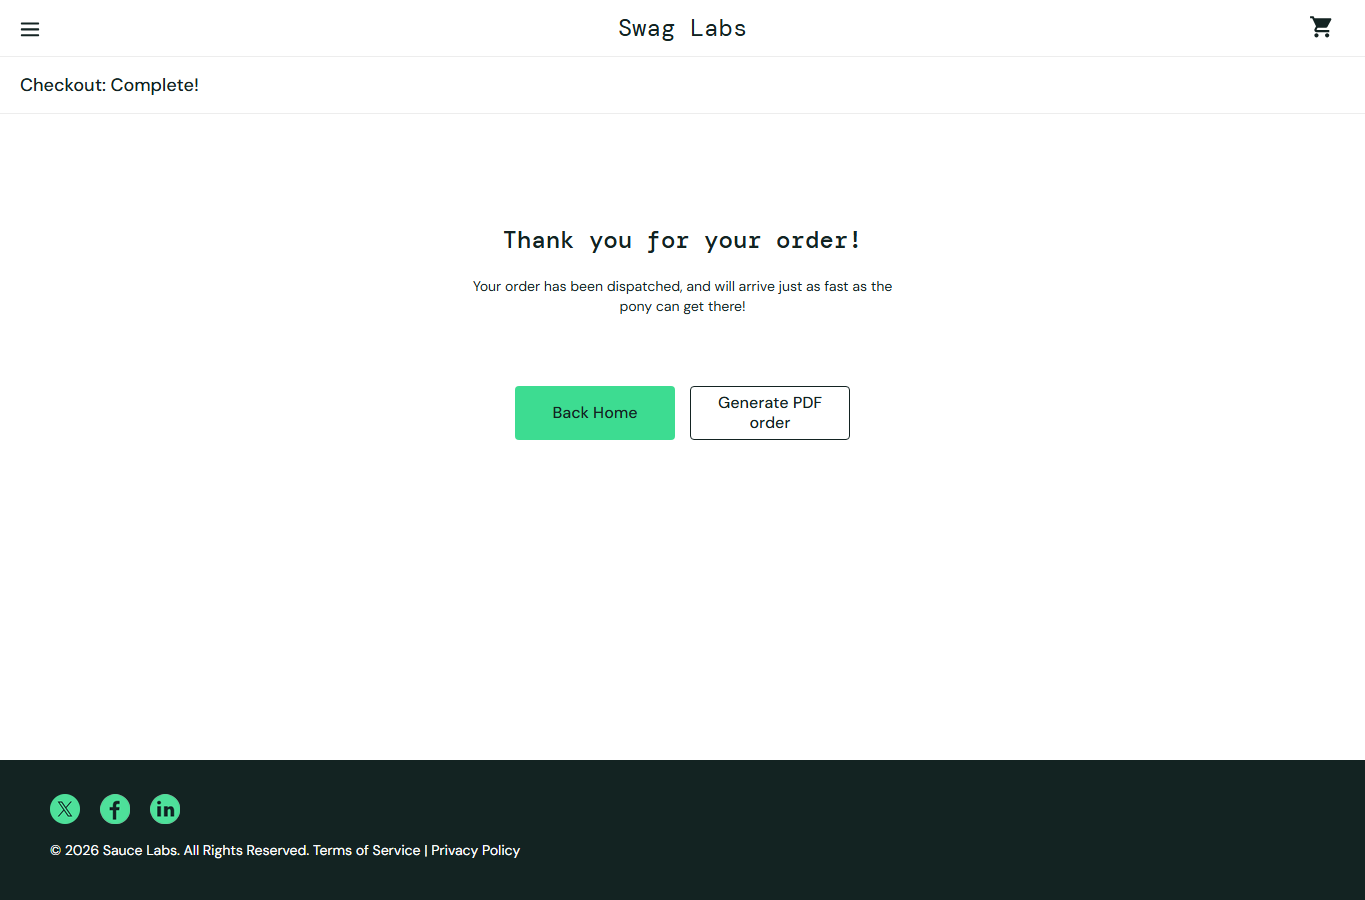 Swag Labs
Checkout: Complete!
Thank you for your order!
Your order has been dispatched, and will arrive just as fast as the
pony can get there!
Back Home
Generate PDF
order
© 2026 Sauce Labs. All Rights Reserved. Terms of Service | Privacy Policy